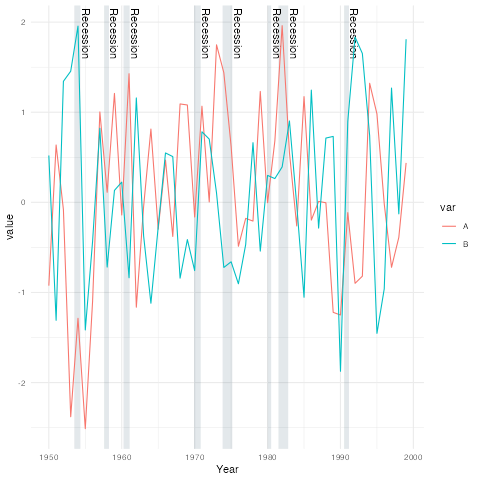 Recession
Recession
Recession
Recession
Recession
Recession
Recession
Recession
2
1
0
-1
-2
value
1950
1960
1970
1980
1990
2000
Year
var
A
B